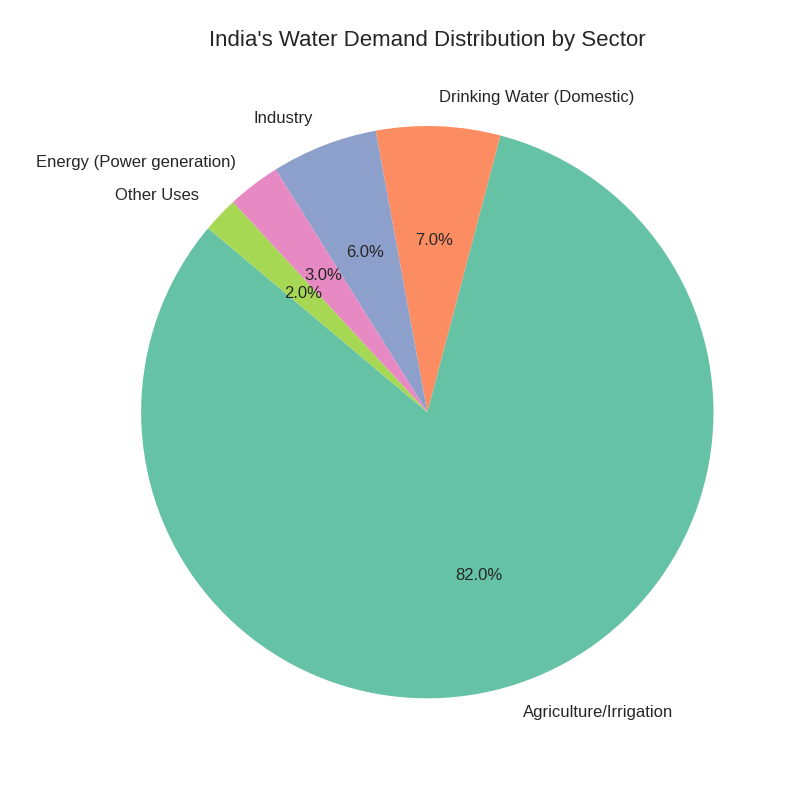 India's Water Demand Distribution by Sector
Drinking Water (Domestic)
Industry
Energy (Power generation)
Other Uses
7.0%
6.0%
3.0%
2.0%
82.0%
Agriculture/Irrigation